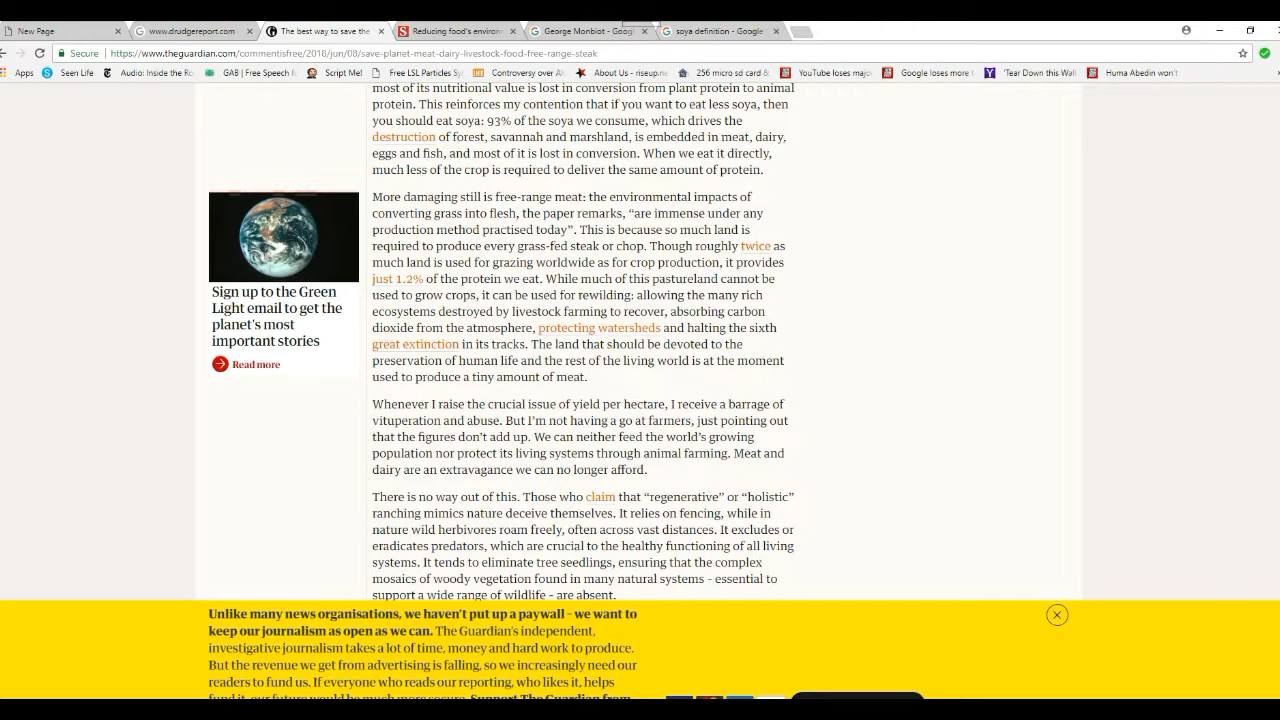 New Page
www.drudgereport.com
The best way to save the
Reducing food's environ
George Monbiot - Goog
soya definition - Google
Secure
https://www.theguardian.com/commentisfree/2018/jun/08/save-planet-meat-dairy-livestock-food-free-range-steak
Apps
Seen Life
Audio: Inside the Ro
GAB | Free Speech f
Script Me!
Free LSL Particles Sy
Controversy over A
About Us - riseup.ne
256 micro sd card &
YouTube loses major
Google loses more t
'Tear Down this Wall
Huma Abedin won't
most of its nutritional value is lost in conversion from plant protein to animal
protein. This reinforces my contention that if you want to eat less soya, then
you should eat soya: 93% of the soya we consume, which drives the
destruction of forest, savannah and marshland, is embedded in meat, dairy,
eggs and fish, and most of it is lost in conversion. When we eat it directly,
much less of the crop is required to deliver the same amount of protein.
More damaging still is free-range meat: the environmental impacts of
converting grass into flesh, the paper remarks, “are immense under any
production method practised today”. This is because so much land is
required to produce every grass-fed steak or chop. Though roughly twice as
much land is used for grazing worldwide as for crop production, it provides
just 1.2% of the protein we eat. While much of this pastureland cannot be
used to grow crops, it can be used for rewilding: allowing the many rich
ecosystems destroyed by livestock farming to recover, absorbing carbon
dioxide from the atmosphere, protecting watersheds and halting the sixth
great extinction in its tracks. The land that should be devoted to the
preservation of human life and the rest of the living world is at the moment
used to produce a tiny amount of meat.
Whenever I raise the crucial issue of yield per hectare, I receive a barrage of
vituperation and abuse. But I’m not having a go at farmers, just pointing out
that the figures don’t add up. We can neither feed the world’s growing
population nor protect its living systems through animal farming. Meat and
dairy are an extravagance we can no longer afford.
There is no way out of this. Those who claim that “regenerative” or “holistic”
ranching mimics nature deceive themselves. It relies on fencing, while in
nature wild herbivores roam freely, often across vast distances. It excludes or
eradicates predators, which are crucial to the healthy functioning of all living
systems. It tends to eliminate tree seedlings, ensuring that the complex
mosaics of woody vegetation found in many natural systems – essential to
support a wide range of wildlife – are absent.
Sign up to the Green
Light email to get the
planet's most
important stories
Read more
Unlike many news organisations, we haven’t put up a paywall – we want to
keep our journalism as open as we can. The Guardian’s independent,
investigative journalism takes a lot of time, money and hard work to produce.
But the revenue we get from advertising is falling, so we increasingly need our
readers to fund us. If everyone who reads our reporting, who likes it, helps
fund it, our future would be much more secure. Support The Guardian from